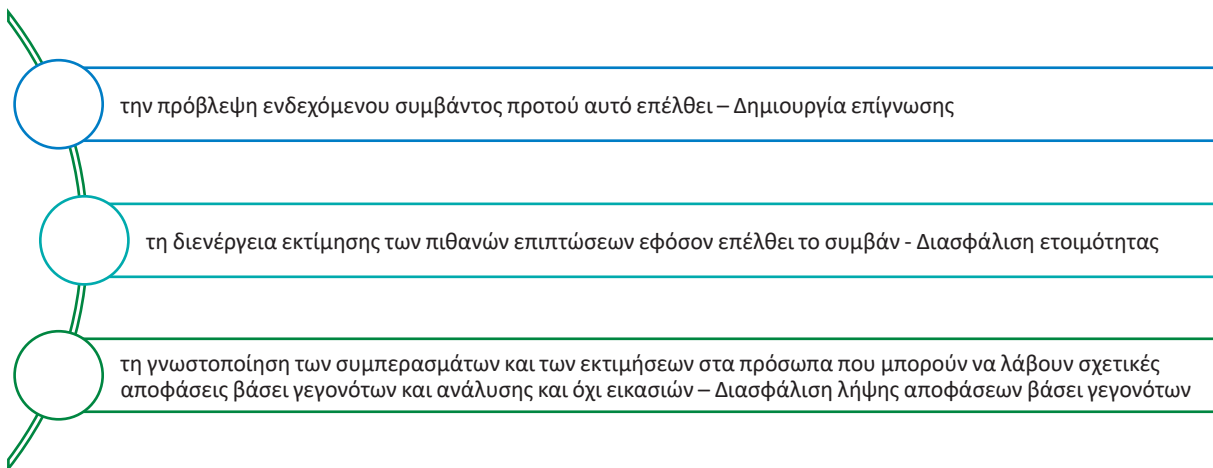 την πρόβλεψη ενδεχόμενου συμβάντος προτού αυτό επέλθει – Δημιουργία επίγνωσης
τη διενέργεια εκτίμησης των πιθανών επιπτώσεων εφόσον επέλθει το συμβάν - Διασφάλιση ετοιμότητας
τη γνωστοποίηση των συμπερασμάτων και των εκτιμήσεων στα πρόσωπα που μπορούν να λάβουν σχετικές
αποφάσεις βάσει γεγονότων και ανάλυσης και όχι εικασιών – Διασφάλιση λήψης αποφάσεων βάσει γεγονότων